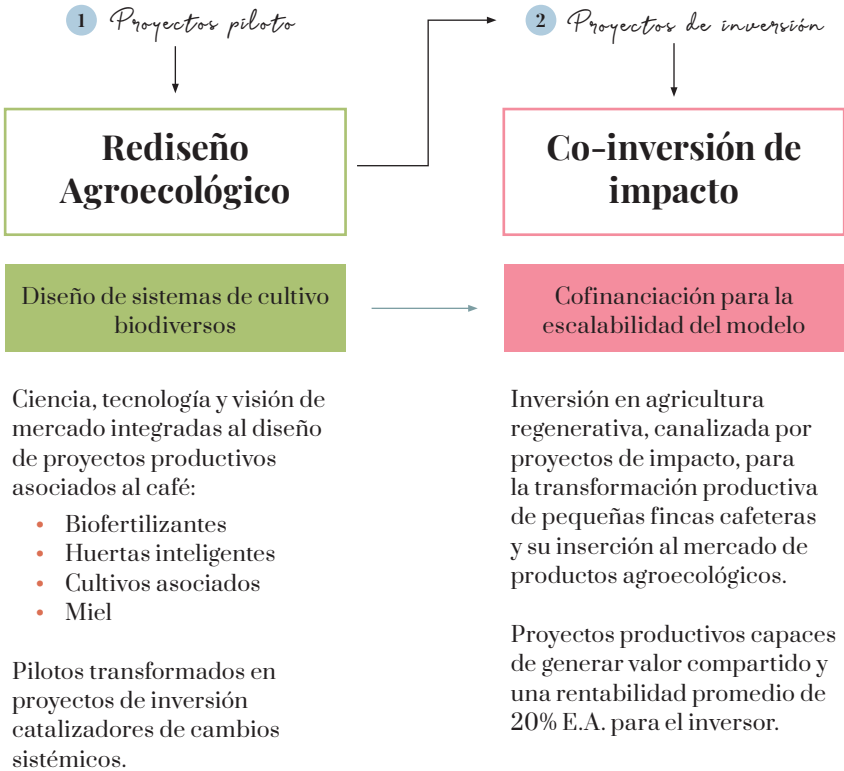 1 Proyectos piloto
Rediseño
Agroecológico
Diseño de sistemas de cultivo
biodiversos
Ciencia, tecnología y visión de
mercado integradas al diseño
de proyectos productivos
asociados al café:
• Biofertilizantes
• Huertas inteligentes
• Cultivos asociados
• Miel
Pilotos transformados en
proyectos de inversión
catalizadores de cambios
sistémicos.
2 Proyectos de inversión
Co-inversión de
impacto
Cofinanciación para la
escalabilidad del modelo
Inversión en agricultura
regenerativa, canalizada por
proyectos de impacto, para
la transformación productiva
de pequeñas fincas cafeteras
y su inserción al mercado de
productos agroecológicos.
Proyectos productivos capaces
de generar valor compartido y
una rentabilidad promedio de
20% E.A. para el inversor.